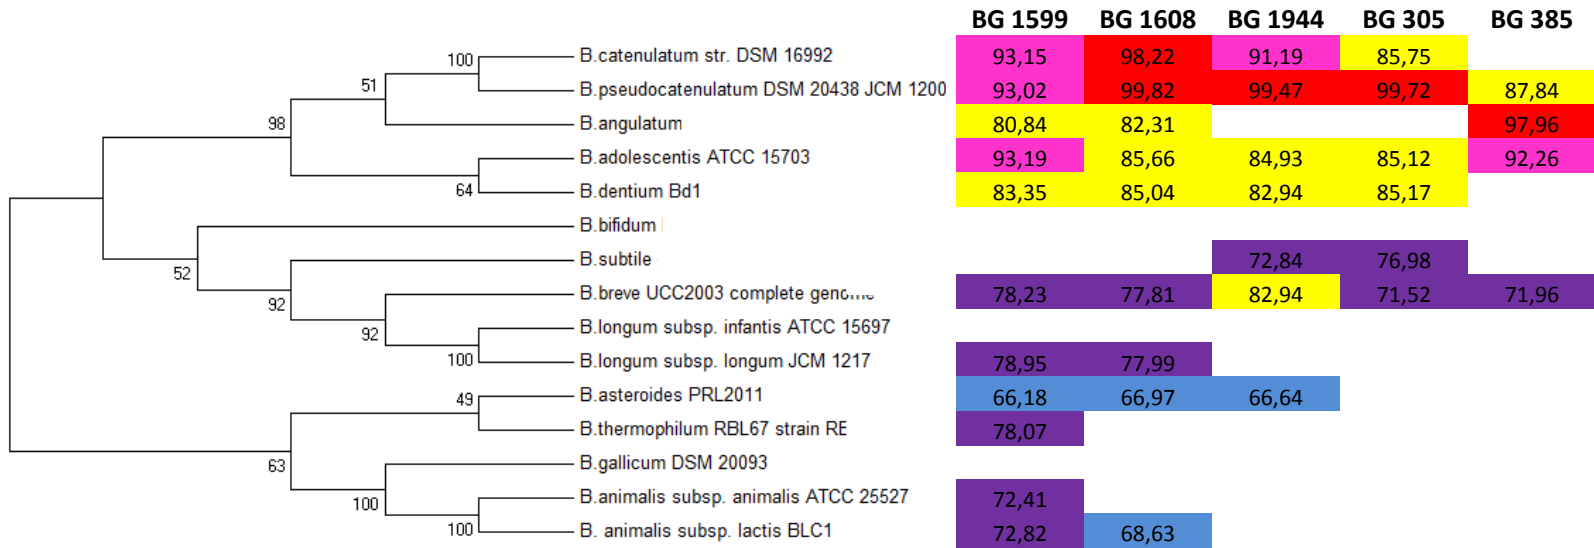 BG 1599 BG 1608 BG 1944 BG 305 BG 385
100 B.catenulatum str. DSM 16992 93,15 98,22 91,19 85,75
51 B.pseudocatenulatum DSM 20438 JCM 1200 93,02 99,82 99,47 99,72 87,84
98 B.angulatum 80,84 82,31 97,96
B.adolescentis ATCC 15703 93,19 85,66 84,93 85,12 92,26
64 B.dentium Bd1 83,35 85,04 82,94 85,17
B.bifidum
52 B.subtile 72,84 76,98
92 B.breve UCC2003 complete genome 78,23 77,81 82,94 71,52 71,96
92 B.longum subsp. infantis ATCC 15697
100 B.longum subsp. longum JCM 1217 78,95 77,99
49 B.asteroides PRL2011 66,18 66,97 66,64
B.thermophilum RBL67 strain RE 78,07
63 B.gallicum DSM 20093
100 B.animalis subsp. animalis ATCC 25527 72,41
100 B. animalis subsp. lactis BLC1 72,82 68,63